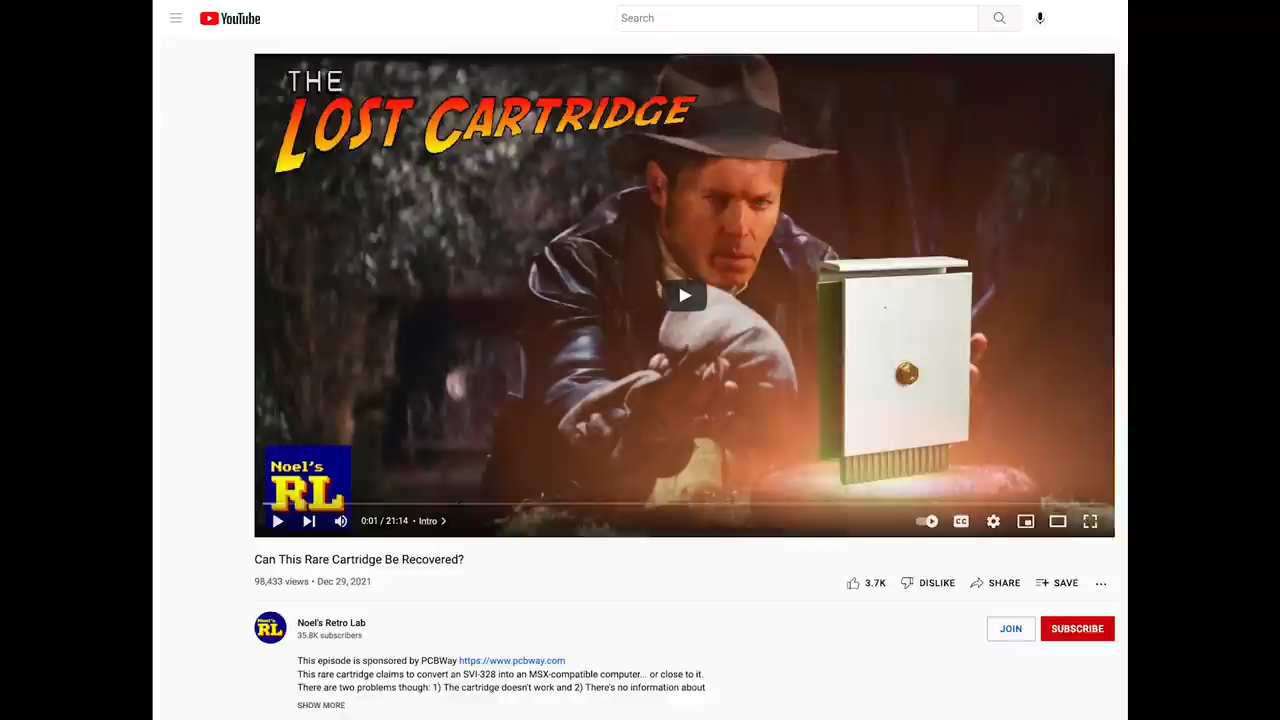 YouTube
Search
THE
LOST CARTRIDGE
Noel's
RL
0:01 / 21:14 • Intro
CC
Can This Rare Cartridge Be Recovered?
98,433 views • Dec 29, 2021
3.7K
DISLIKE
SHARE
SAVE
Noel's
RL
Noel's Retro Lab
35.8K subscribers
JOIN
SUBSCRIBE
This episode is sponsored by PCBWay https://www.pcbway.com
This rare cartridge claims to convert an SVI-328 into an MSX-compatible computer... or close to it.
There are two problems though: 1) The cartridge doesn't work and 2) There's no information about
SHOW MORE